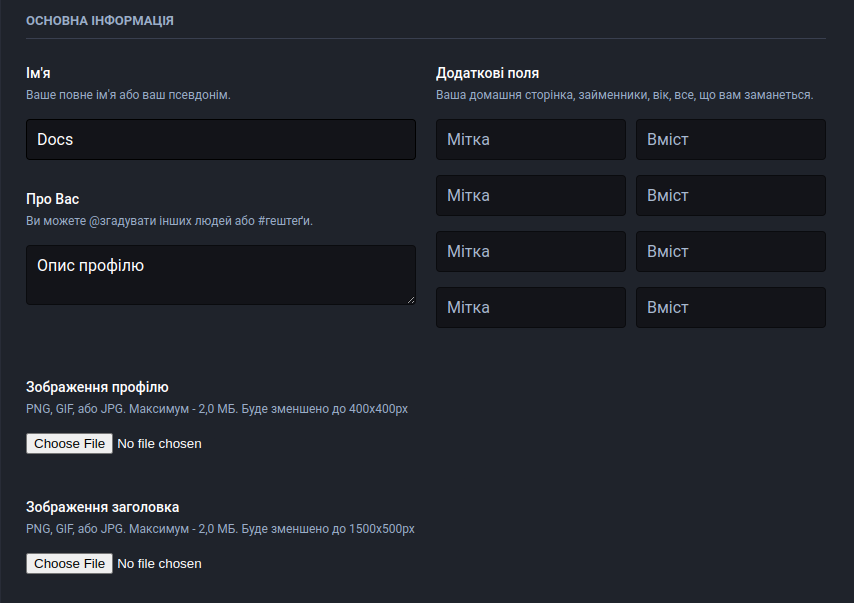 ОСНОВНА ІНФОРМАЦІЯ
Ім'я
Ваше повне ім'я або ваш псевдонім.
Docs
Про Вас
Ви можете @згадувати інших людей або #гештеґи.
Опис профілю
Додаткові поля
Ваша домашня сторінка, займенники, вік, все, що вам заманеться.
Мітка Вміст
Мітка Вміст
Мітка Вміст
Мітка Вміст
Зображення профілю
PNG, GIF, або JPG. Максимум - 2,0 МБ. Буде зменшено до 400x400px
Choose File No file chosen
Зображення заголовка
PNG, GIF, або JPG. Максимум - 2,0 МБ. Буде зменшено до 1500x500px
Choose File No file chosen